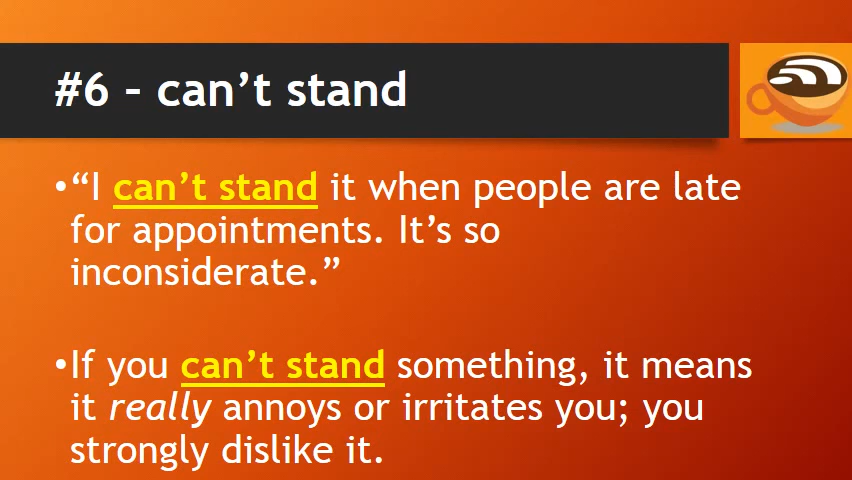 #6 – can’t stand
•“I can’t stand it when people are late
for appointments. It’s so
inconsiderate.”
•If you can’t stand something, it means
it really annoys or irritates you; you
strongly dislike it.